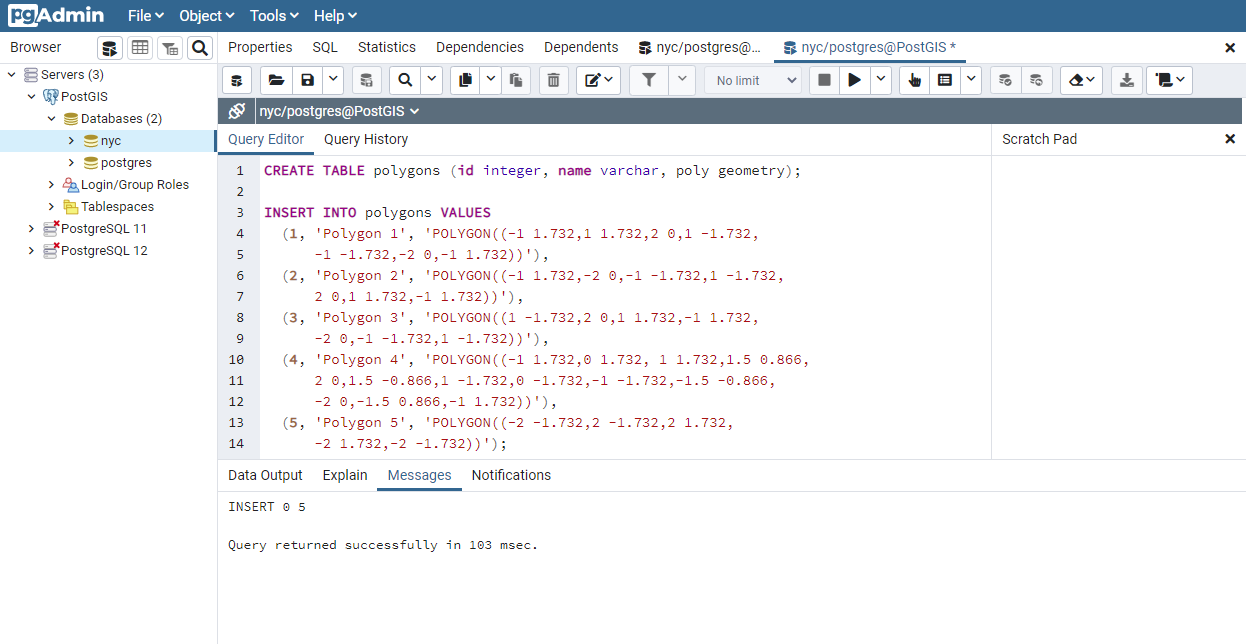 pgAdmin File Object Tools Help
Browser
Properties SQL Statistics Dependencies Dependents nyc/postgres@... nyc/postgres@PostGIS *
Servers (3)
PostGIS
Databases (2)
nyc
postgres
Login/Group Roles
Tablespaces
PostgreSQL 11
PostgreSQL 12
No limit
nyc/postgres@PostGIS
Query Editor Query History
Scratch Pad
1 CREATE TABLE polygons (id integer, name varchar, poly geometry);
2
3 INSERT INTO polygons VALUES
4 (1, 'Polygon 1', 'POLYGON((-1 1.732,1 1.732,2 0,1 -1.732,
5 -1 -1.732,-2 0,-1 1.732))'),
6 (2, 'Polygon 2', 'POLYGON((-1 1.732,-2 0,-1 -1.732,1 -1.732,
7 2 0,1 1.732,-1 1.732))'),
8 (3, 'Polygon 3', 'POLYGON((1 -1.732,2 0,1 1.732,-1 1.732,
9 -2 0,-1 -1.732,1 -1.732))'),
10 (4, 'Polygon 4', 'POLYGON((-1 1.732,0 1.732, 1 1.732,1.5 0.866,
11 2 0,1.5 -0.866,1 -1.732,0 -1.732,-1 -1.732,-1.5 -0.866,
12 -2 0,-1.5 0.866,-1 1.732))'),
13 (5, 'Polygon 5', 'POLYGON((-2 -1.732,2 -1.732,2 1.732,
14 -2 1.732,-2 -1.732))');
Data Output Explain Messages Notifications
INSERT 0 5
Query returned successfully in 103 msec.